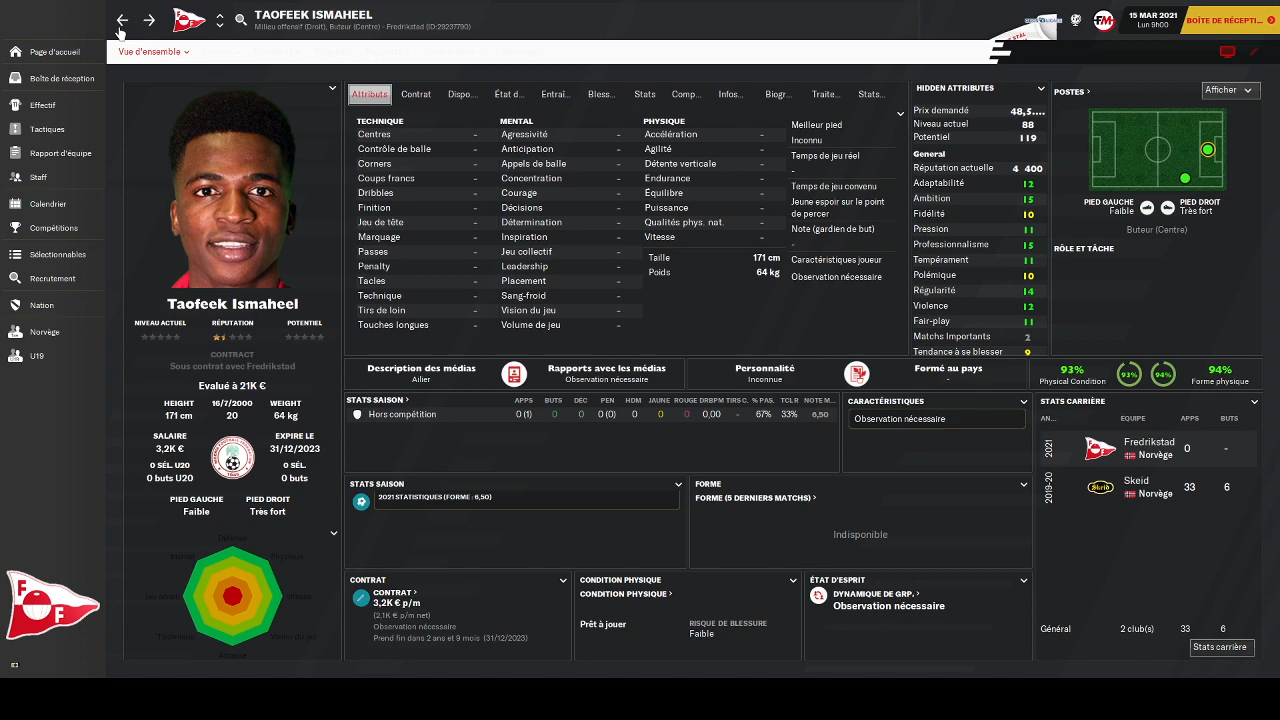 TAOFEEK ISMAHEEL
Milieu offensif (Droit), Buteur (Centre) - Fredrikstad (ID:29237790)
15 MAR 2021
Lun 9h00
BOÎTE DE RÉCEPTI...
Vue d'ensemble
Page d'accueil
Boîte de réception
Effectif
Tactiques
Rapport d'équipe
Staff
Calendrier
Compétitions
Sélectionnables
Recrutement
Nation
Norvège
U19
Taofeek Ismaheel
NIVEAU ACTUEL RÉPUTATION POTENTIEL
CONTRACT
Sous contrat avec Fredrikstad
Evalué à 21K €
HEIGHT 16/7/2000 WEIGHT
171 cm 20 64 kg
SALAIRE EXPIRE LE
3,2K € 31/12/2023
0 SÉL. U20 0 SÉL.
0 buts U20 0 buts
PIED GAUCHE PIED DROIT
Faible Très fort
Défense
Mental Physique
Technique Vision du jeu
Attributs Contrat Dispo... État d... Entraî... Bless... Stats Comp... Infos... Biogr... Traite... Stats...
TECHNIQUE MENTAL PHYSIQUE
Centres - Agressivité - Accélération -
Contrôle de balle - Anticipation - Agilité -
Corners - Appels de balle - Détente verticale -
Coups francs - Concentration - Endurance -
Dribbles - Courage - Équilibre -
Finition - Décisions - Puissance -
Jeu de tête - Détermination - Qualités phys. nat. -
Marquage - Inspiration - Vitesse -
Passes - Jeu collectif - Taille 171 cm
Penalty - Leadership - Poids 64 kg
Tacles - Placement -
Technique - Sang-froid -
Tirs de loin - Vision du jeu -
Touches longues - Volume de jeu -
Meilleur pied
Inconnu
Temps de jeu réel
-
Temps de jeu convenu
Jeune espoir sur le point
de percer
Note (gardien de but)
-
Caractéristiques joueur
Observation nécessaire
HIDDEN ATTRIBUTES
Prix demandé 48,5....
Niveau actuel 88
Potentiel 119
General
Réputation actuelle 4 400
Adaptabilité 12
Ambition 15
Fidélité 10
Pression 11
Professionnalisme 15
Tempérament 11
Polémique 10
Régularité 14
Violence 12
Fair-play 11
Matchs Importants 2
Tendance à se blesser 9
POSTES >
Afficher
PIED GAUCHE PIED DROIT
Faible Très fort
Buteur (Centre)
RÔLE ET TÂCHE
Description des médias
Alier
Rapports avec les médias
Observation nécessaire
Personnalité
Inconnue
Formé au pays
-
93% 93% 94% 94%
Physical Condition Forme physique
STATS SAISON > APPS BUTS DÉC PEN HDM JAUNE ROUGE DRBPM TIRS C. % PAS. TCLR NOTE M...
Hors compétition 0 (1) 0 0 0 (0) 0 0 0 0,00 - 67% 33% 6,50
CARACTÉRISTIQUES
Observation nécessaire
STATS CARRIÈRE
AN... EQUIPE APPS BUTS
2021 Fredrikstad 0 -
Norvège
2019-20 Skeid 33 6
Norvège
Général 2 club(s) 33 6
Stats carrière
STATS SAISON
2021 STATISTIQUES (FORME : 6,50)
FORME
FORME (5 DERNIERS MATCHS) >
Indisponible
CONTRAT
CONTRAT >
3,2K € p/m
(2,1K € p/m net)
Observation nécessaire
Prend fin dans 2 ans et 9 mois (31/12/2023)
CONDITION PHYSIQUE
CONDITION PHYSIQUE >
Prêt à jouer
RISQUE DE BLESSURE
Faible
ÉTAT D'ESPRIT
DYNAMIQUE DE GRP. >
Observation nécessaire